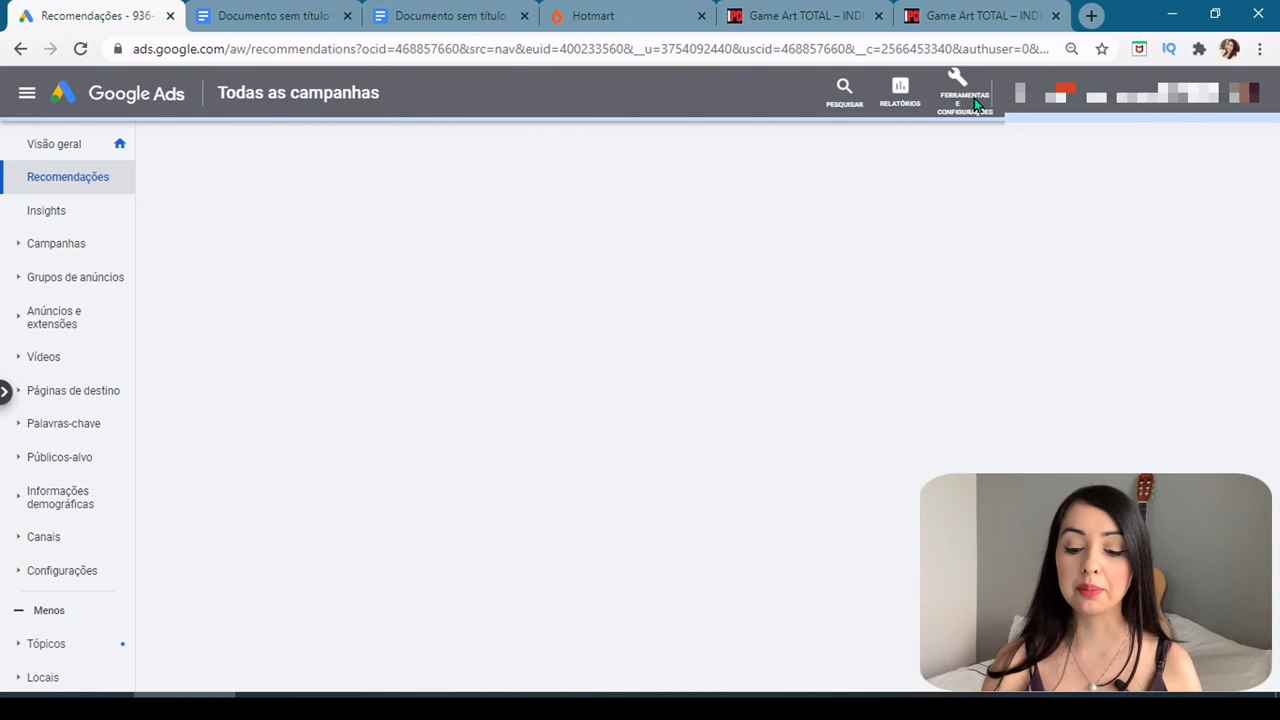 Recomendações - 936-
Documento sem título
Documento sem título
Hotmart
Game Art TOTAL – INDI
Game Art TOTAL – INDI
ads.google.com/aw/recommendations?ocid=468857660&src=nav&euid=4002335560&__u=3754092440&uscid=468857660&__c=2566453340&authuser=0&...
IQ
Google Ads
Todas as campanhas
PESQUISAR
RELATÓRIOS
FERRAMENTAS
E
CONFIGURAÇÕES
Visão geral
Recomendações
Insights
Campanhas
Grupos de anúncios
Anúncios e
extensões
Vídeos
Páginas de destino
Palavras-chave
Públicos-alvo
Informações
demográficas
Canais
Configurações
Menos
Tópicos
Locais